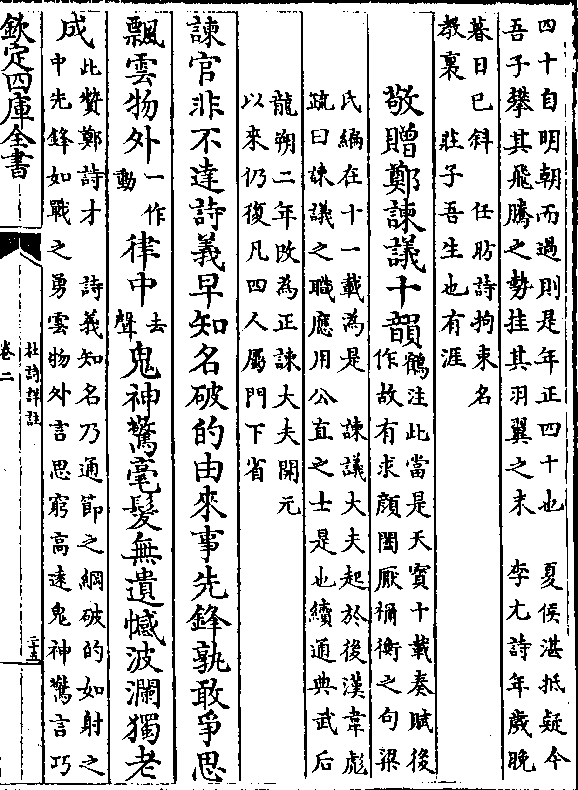 四十自明朝而過則是年正四十也 夏侯湛抵疑今
吾子攀其飛騰之勢挂其羽翼之末 李尤詩年歲晚
暮日已斜 任昉詩拘束名
教裏 莊子吾生也有涯
敬贈鄭諫議十韻鶴注此當是天寶十載奏賦後
作故有求顔闔厭禰衡之句梁
氏編在十一載為是 諫議大夫起於後漢韋彪
疏曰諫議之職應用公直之士是也續通典武后
龍朔二年改為正諫大夫開元
以來仍復凡四人屬門下省
諫官非不達詩義早知名破的由來事先鋒孰敢爭思
飄雲物外一作
動律中去
聲鬼神驚毫髮無遺憾波瀾獨老
成此贊鄭詩才 詩義知名乃通節之綱破的如射之
中先鋒如戰之勇雲物外言思窮高遠鬼神驚言巧
欽定四庫全書
杜詩詳註
卷二
二十五